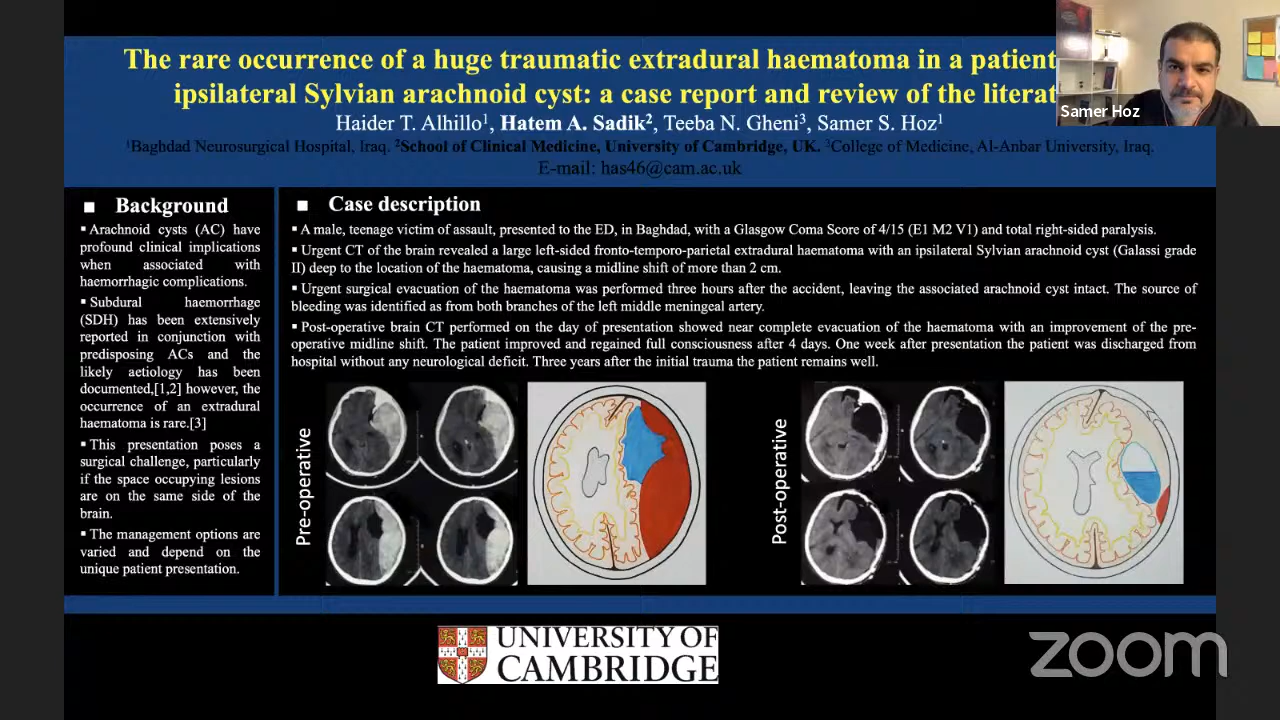 The rare occurrence of a huge traumatic extradural haematoma in a patient
ipsilateral Sylvian arachnoid cyst: a case report and review of the literat
Haider T. Alhillo¹, Hatem A. Sadik², Teeba N. Gheni³, Samer S. Hoz¹
¹Baghdad Neurosurgical Hospital, Iraq. ²School of Clinical Medicine, University of Cambridge, UK. ³College of Medicine, Al-Anbar University, Iraq.
E-mail: has46@cam.ac.uk
Samer Hoz
■ Background
▪ Arachnoid cysts (AC) have
profound clinical implications
when associated with
haemorrhagic complications.
▪ Subdural haemorrhage
(SDH) has been extensively
reported in conjunction with
predisposing ACs and the
likely aetiology has been
documented,[1,2] however, the
occurrence of an extradural
haematoma is rare.[3]
▪ This presentation poses a
surgical challenge, particularly
if the space occupying lesions
are on the same side of the
brain.
▪ The management options are
varied and depend on the
unique patient presentation.
■ Case description
▪ A male, teenage victim of assault, presented to the ED, in Baghdad, with a Glasgow Coma Score of 4/15 (E1 M2 V1) and total right-sided paralysis.
▪ Urgent CT of the brain revealed a large left-sided fronto-temporo-parietal extradural haematoma with an ipsilateral Sylvian arachnoid cyst (Galassi grade
II) deep to the location of the haematoma, causing a midline shift of more than 2 cm.
▪ Urgent surgical evacuation of the haematoma was performed three hours after the accident, leaving the associated arachnoid cyst intact. The source of
bleeding was identified as from both branches of the left middle meningeal artery.
▪ Post-operative brain CT performed on the day of presentation showed near complete evacuation of the haematoma with an improvement of the pre-
operative midline shift. The patient improved and regained full consciousness after 4 days. One week after presentation the patient was discharged from
hospital without any neurological deficit. Three years after the initial trauma the patient remains well.
Pre-operative
Post-operative
UNIVERSITY OF
CAMBRIDGE
zoom